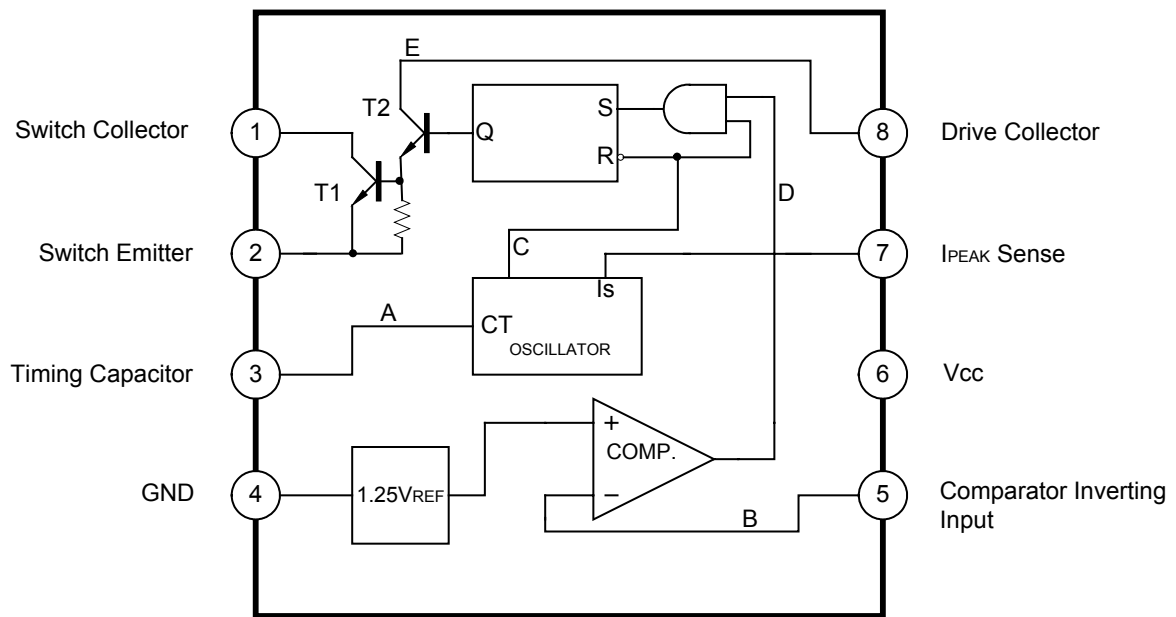 E
T2
Switch Collector
1
Q
S
R
8
Drive Collector
T1
D
Switch Emitter
2
C
7
IPEAK Sense
Is
A
CT
OSCILLATOR
Timing Capacitor
3
6
Vcc
+
COMP.
−
GND
4
1.25VREF
B
5
Comparator Inverting
Input